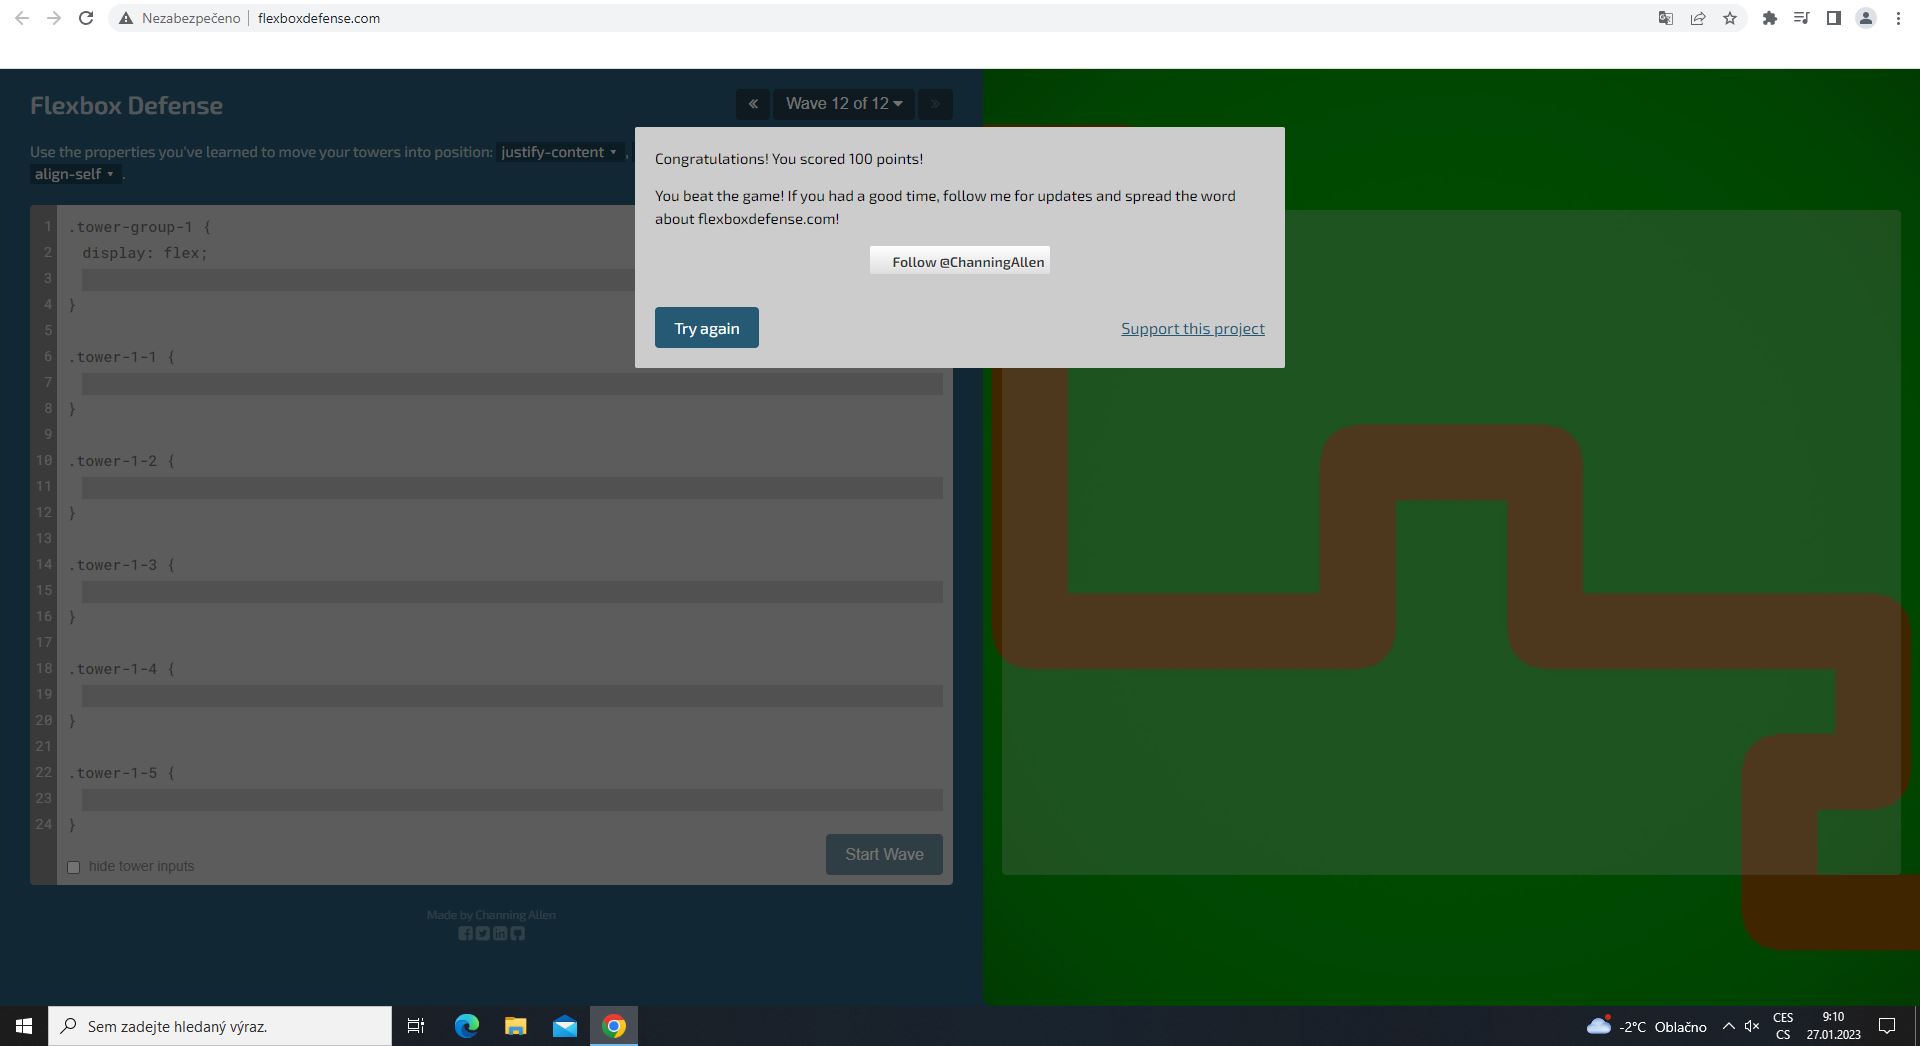 Nezabezpečeno
flexboxdefense.com
Flexbox Defense
«
Wave 12 of 12
»
Use the properties you've learned to move your towers into position: justify-content ,
align-self .
Congratulations! You scored 100 points!
You beat the game! If you had a good time, follow me for updates and spread the word
about flexboxdefense.com!
Follow @ChanningAllen
Try again
Support this project
1 .tower-group-1 {
2 display: flex;
3
4 }
5
6 .tower-1-1 {
7
8 }
9
10 .tower-1-2 {
11
12 }
13
14 .tower-1-3 {
15
16 }
17
18 .tower-1-4 {
19
20 }
21
22 .tower-1-5 {
23
24 }
hide tower inputs
Start Wave
Made by Channing Allen
Sem zadejte hledaný výraz.
-2°C Oblačno
CES
CS
9:10
27.01.2023